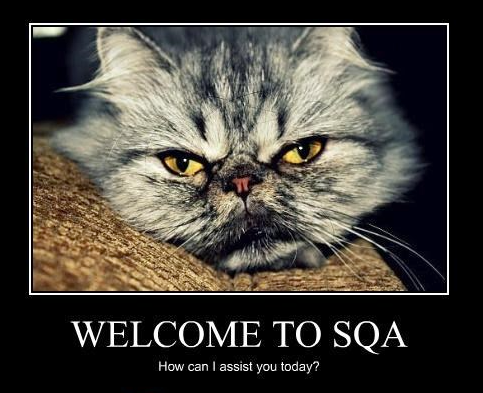 WELCOME TO SQA
How can I assist you today?